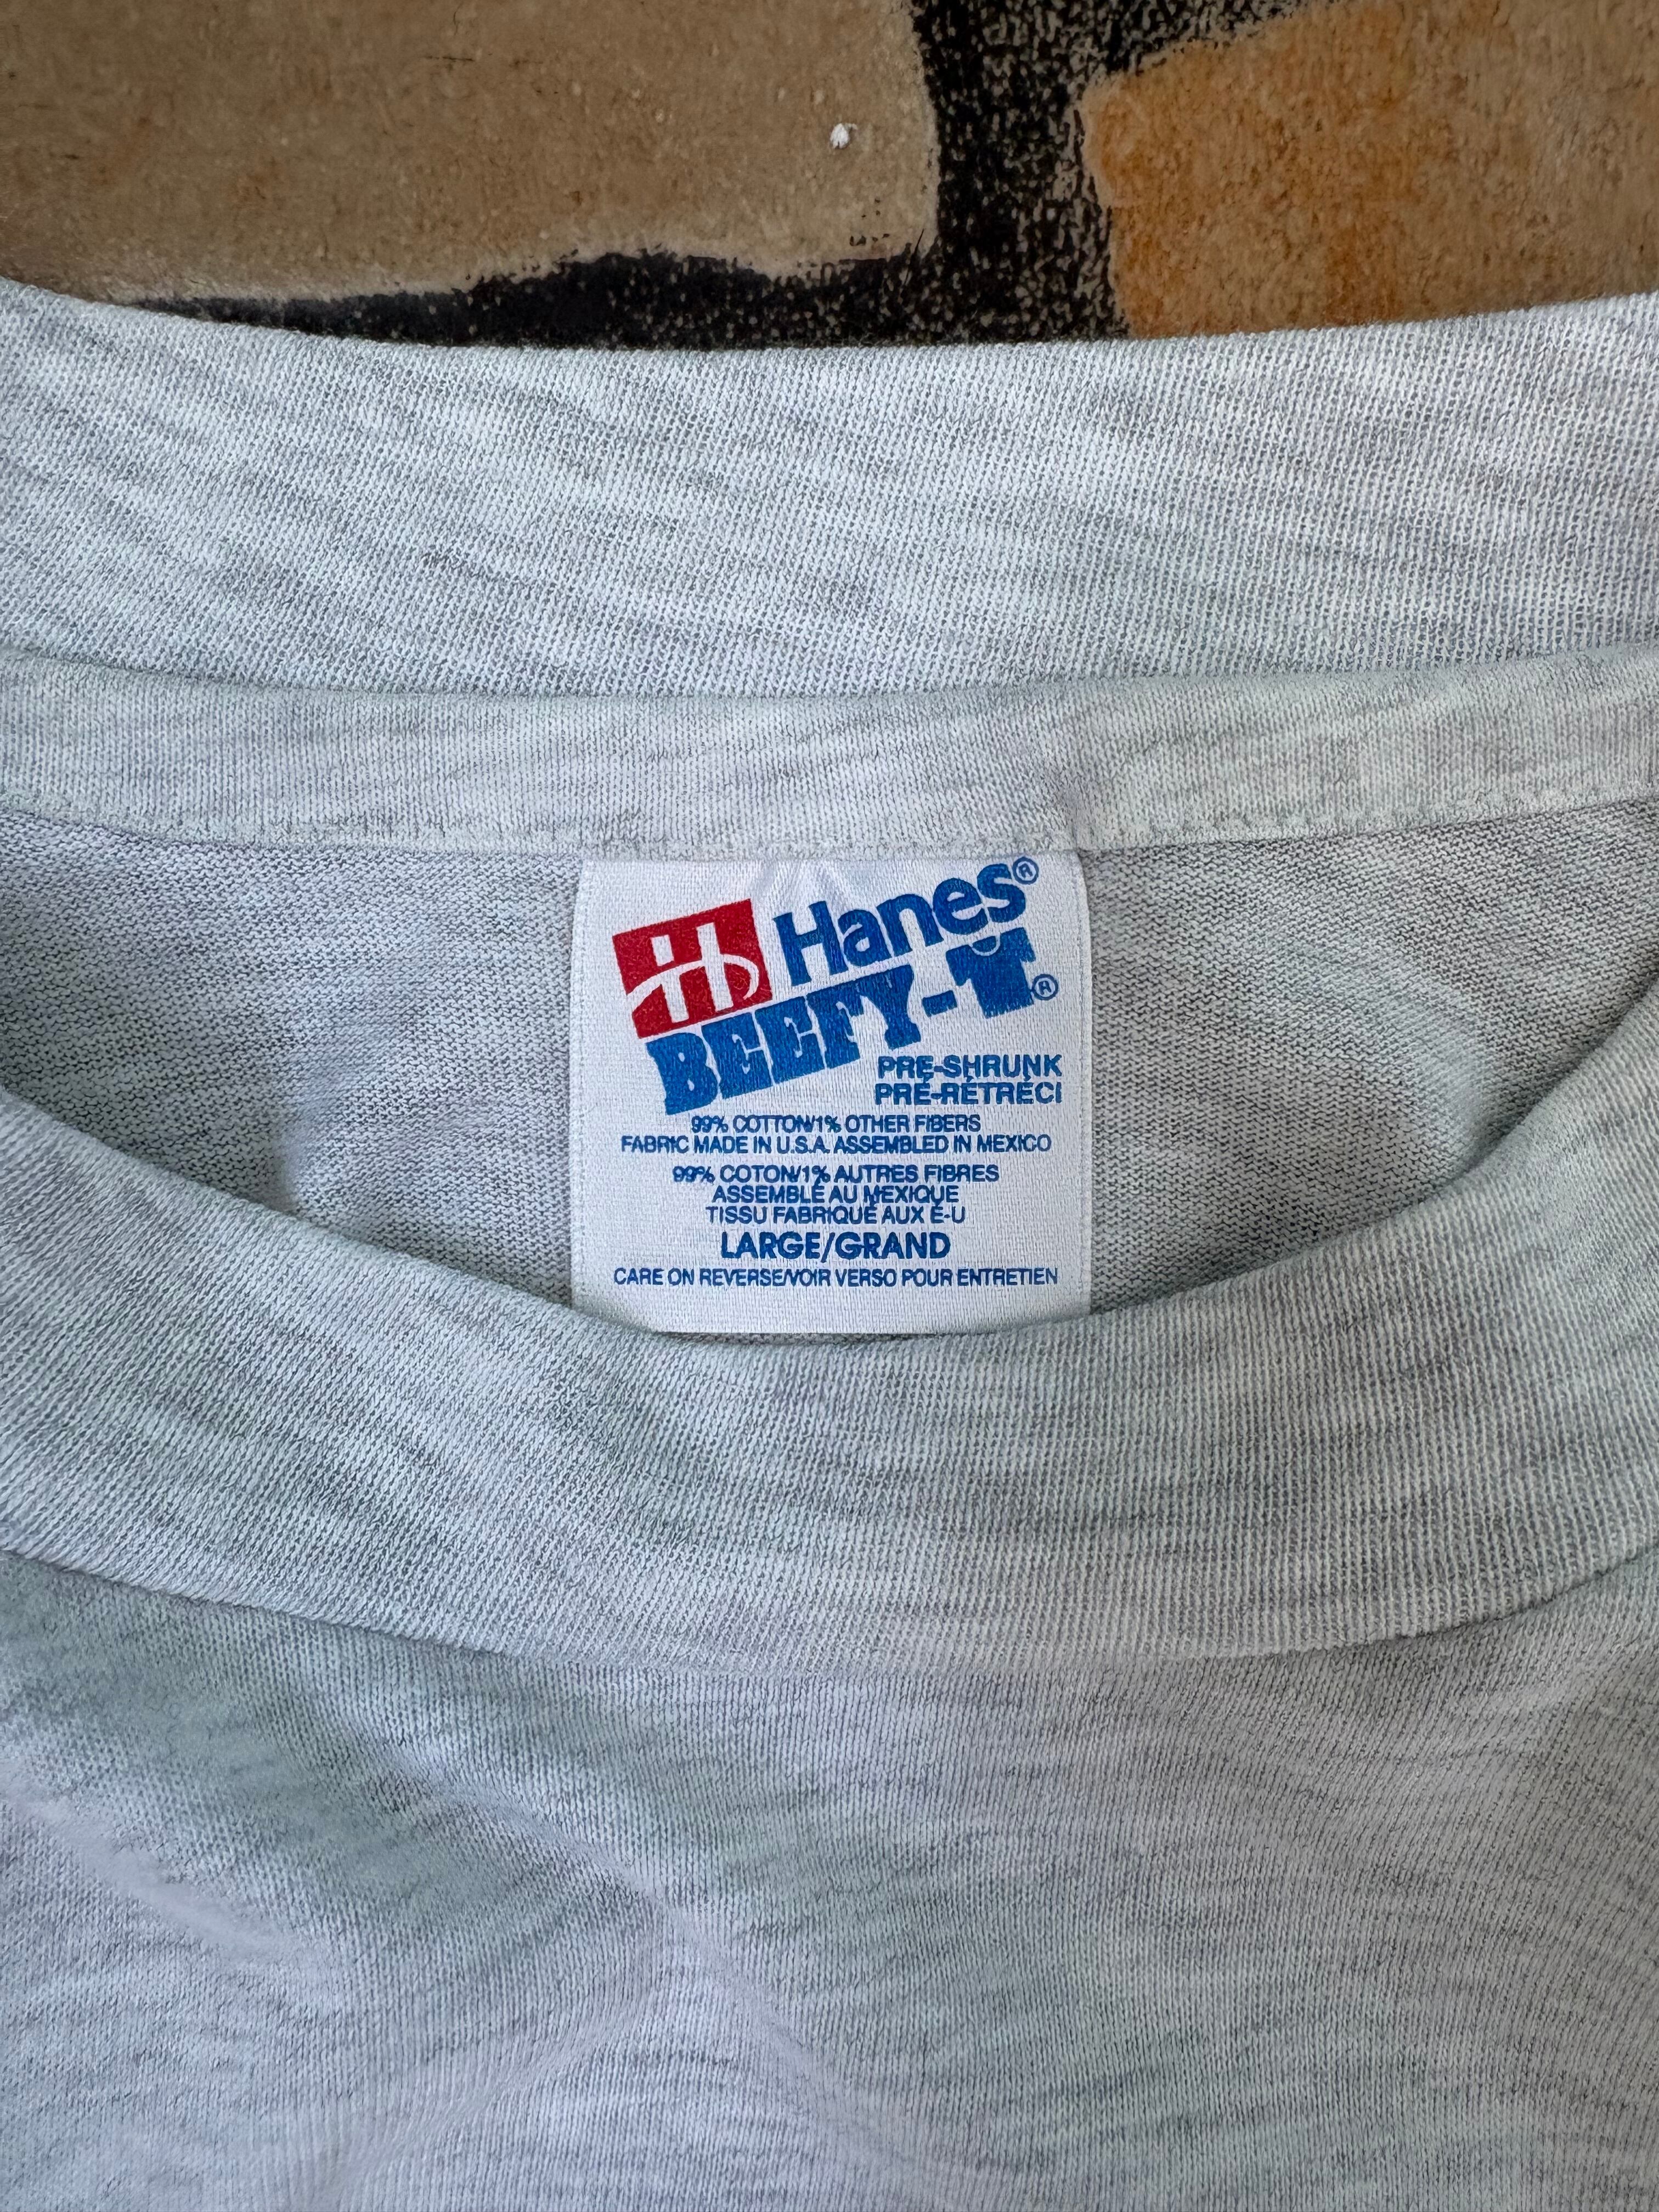 Hanes®
BEEFY-T®
PRE-SHRUNK
PRÉ-RÉTRÉCI
99% COTTON/1% OTHER FIBERS
FABRIC MADE IN U.S.A. ASSEMBLED IN MEXICO
99% COTON/1% AUTRES FIBRES
ASSEMBLÉ AU MEXIQUE
TISSU FABRIQUÉ AUX É-U
LARGE/GRAND
CARE ON REVERSE/VOIR VERSO POUR ENTRETIEN